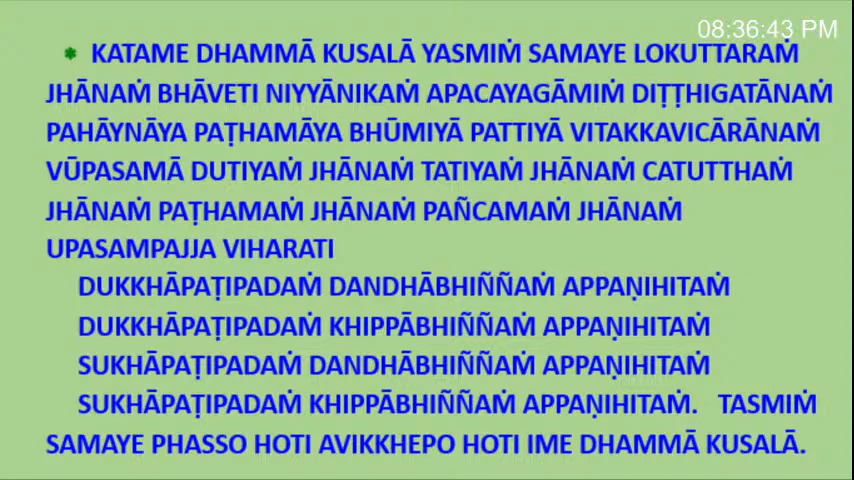 08:36:43 PM
* KATAME DHAMMĀ KUSALĀ YASMIṀ SAMAYE LOKUTTARAṀ
JHĀNAṀ BHĀVETI NIYYĀNIKAṀ APACAYAGĀMIṀ DIṬṬHIGATĀNAṀ
PAHĀYNĀYA PAṬHAMĀYA BHŪMIYĀ PATTIYĀ VITAKKAVICĀRĀNAṀ
VŪPASAMĀ DUTIYAṀ JHĀNAṀ TATIYAṀ JHĀNAṀ CATUTTHAṀ
JHĀNAṀ PAṬHAMAṀ JHĀNAṀ PAÑCAMAṀ JHĀNAṀ
UPASAMPAJJA VIHARATI
DUKKHĀPAṬIPADAṀ DANDHĀBHIÑÑAṀ APPAṆIHITAṀ
DUKKHĀPAṬIPADAṀ KHIPPĀBHIÑÑAṀ APPAṆIHITAṀ
SUKHĀPAṬIPADAṀ DANDHĀBHIÑÑAṀ APPAṆIHITAṀ
SUKHĀPAṬIPADAṀ KHIPPĀBHIÑÑAṀ APPAṆIHITAṀ. TASMIṀ
SAMAYE PHASSO HOTI AVIKKHEPO HOTI IME DHAMMĀ KUSALĀ.